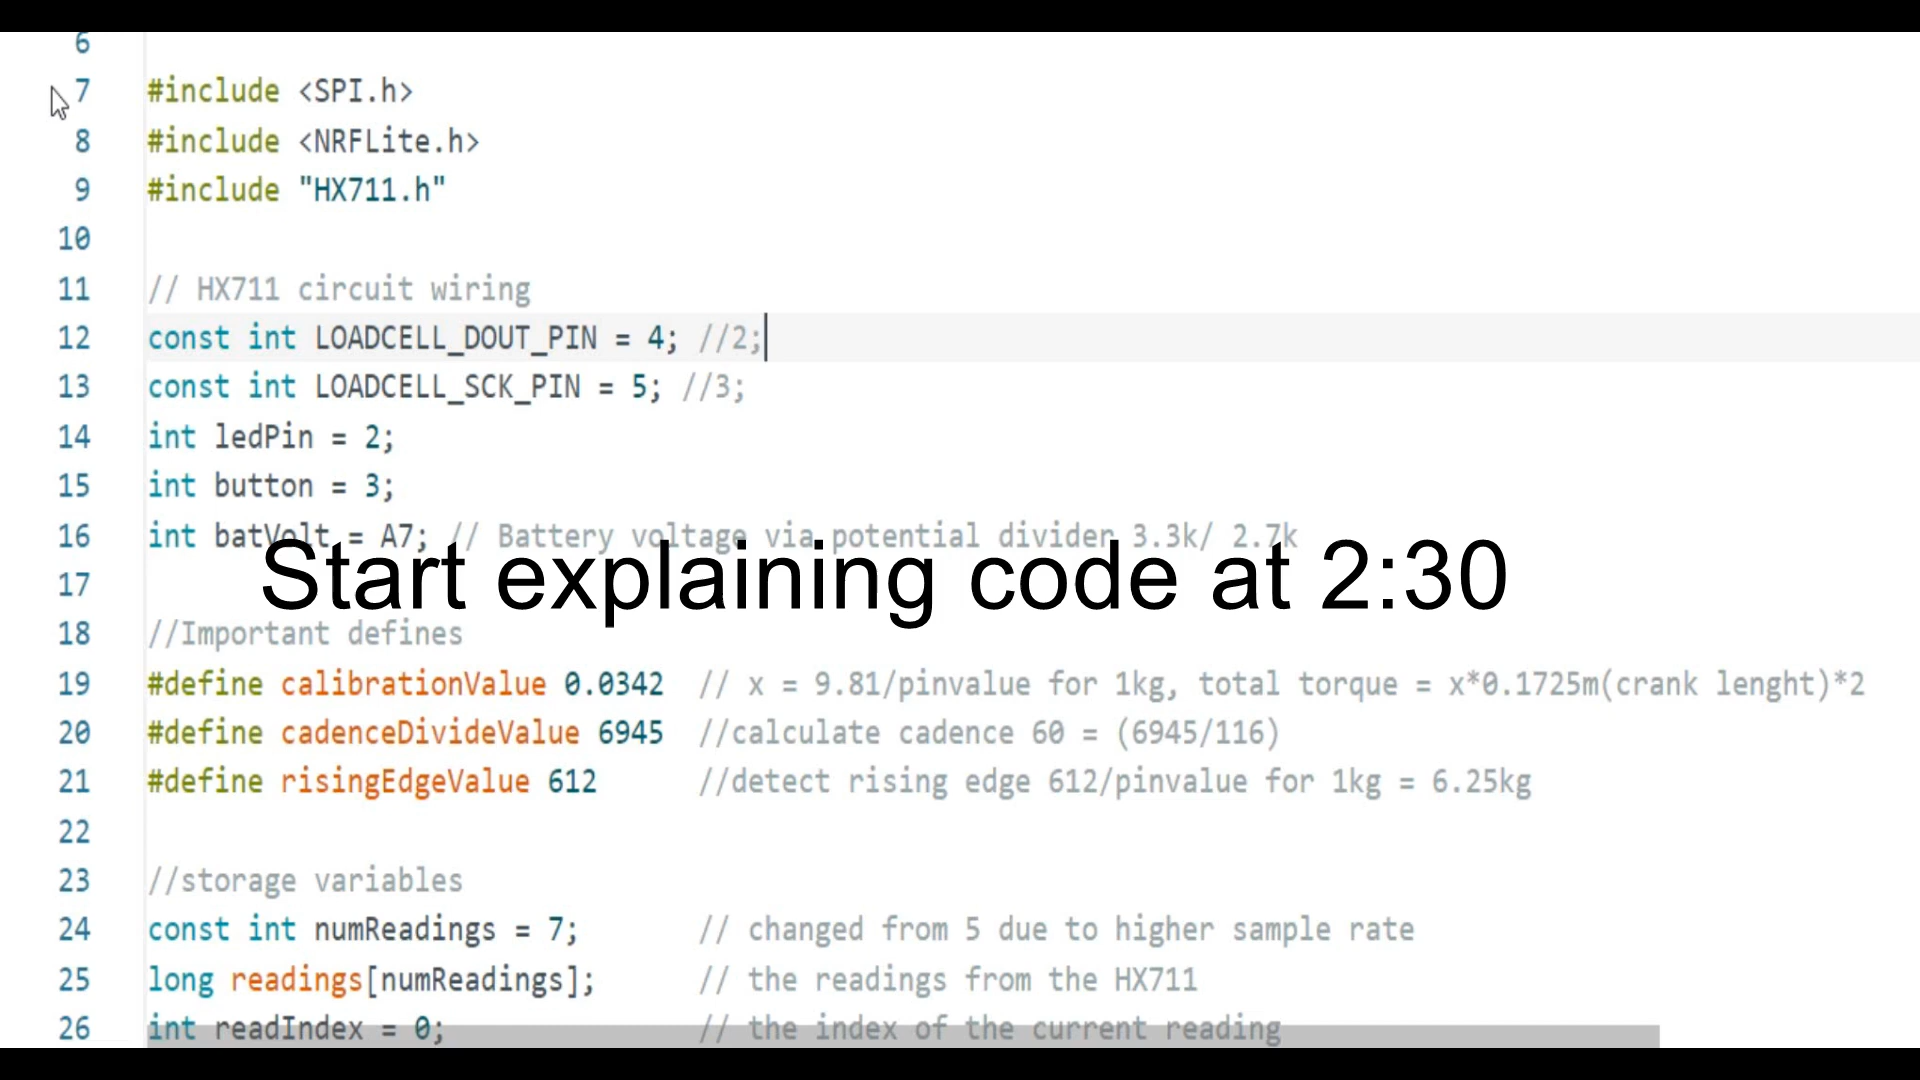 6
7 #include <SPI.h>
8 #include <NRFLite.h>
9 #include "HX711.h"
10
11 // HX711 circuit wiring
12 const int LOADCELL_DOUT_PIN = 4; //2;
13 const int LOADCELL_SCK_PIN = 5; //3;
14 int ledPin = 2;
15 int button = 3;
16 int batVolt = A7; // Battery voltage via potential divider 3.3k/ 2.7k
Start explaining code at 2:30
17
18 //Important defines
19 #define calibrationValue 0.0342 // x = 9.81/pinvalue for 1kg, total torque = x*0.1725m(crank lenght)*2
20 #define cadenceDivideValue 6945 //calculate cadence 60 = (6945/116)
21 #define risingEdgeValue 612 //detect rising edge 612/pinvalue for 1kg = 6.25kg
22
23 //storage variables
24 const int numReadings = 7; // changed from 5 due to higher sample rate
25 long readings[numReadings]; // the readings from the HX711
26 int readIndex = 0; // the index of the current reading